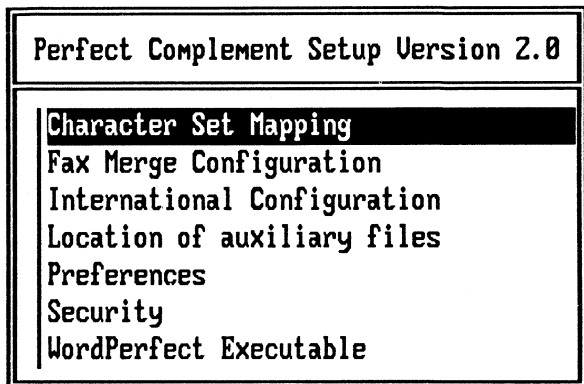 Perfect Complement Setup Version 2.0
Character Set Mapping
Fax Merge Configuration
International Configuration
Location of auxiliary files
Preferences
Security
WordPerfect Executable